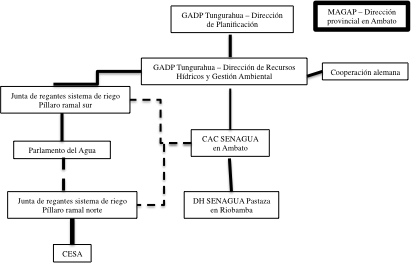 GADP Tungurahua – Dirección
de Planificación
MAGAP – Dirección
provincial en Ambato
GADP Tungurahua – Dirección de Recursos
Hídricos y Gestión Ambiental
Cooperación alemana
Junta de regantes sistema de riego
Píllaro ramal sur
CAC SENAGUA
en Ambato
Parlamento del Agua
Junta de regantes sistema de riego
Píllaro ramal norte
DH SENAGUA Pastaza
en Riobamba
CESA